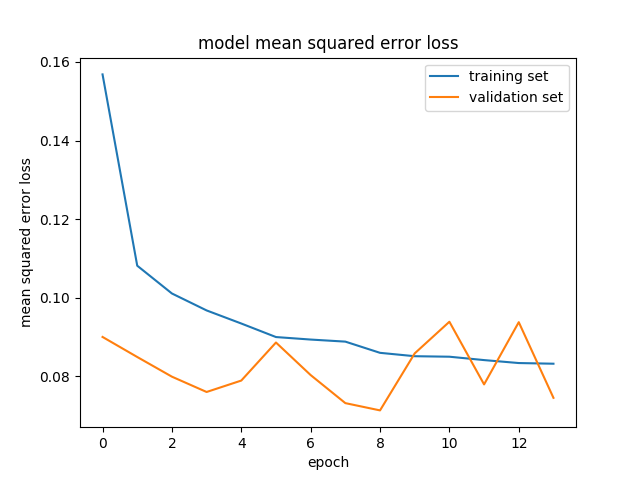 model mean squared error loss
training set
validation set
mean squared error loss
0.16
0.14
0.12
0.10
0.08
0 2 4 6 8 10 12
epoch